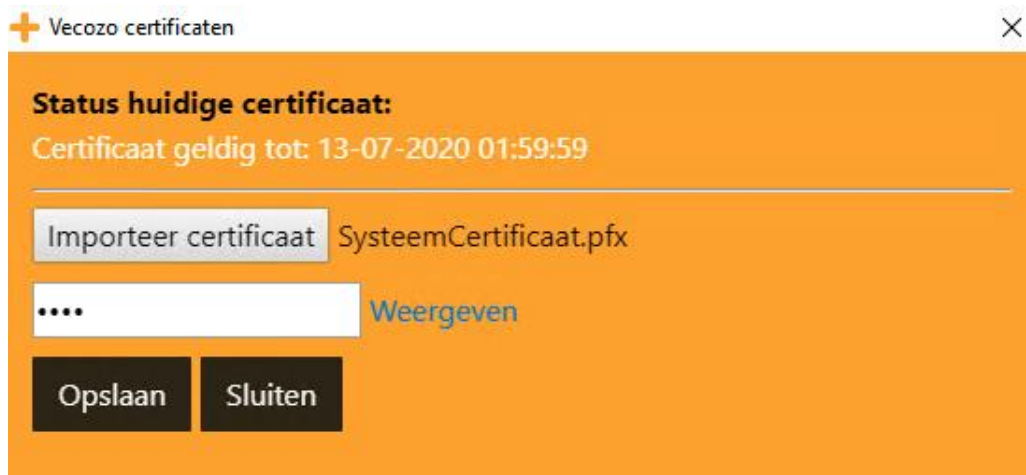 Vecozo certificaten
Status huidige certificaat:
Certificaat geldig tot: 13-07-2020 01:59:59
Importeer certificaat SysteemCertificaat.pfx
•••• Weergeven
Opslaan Sluiten